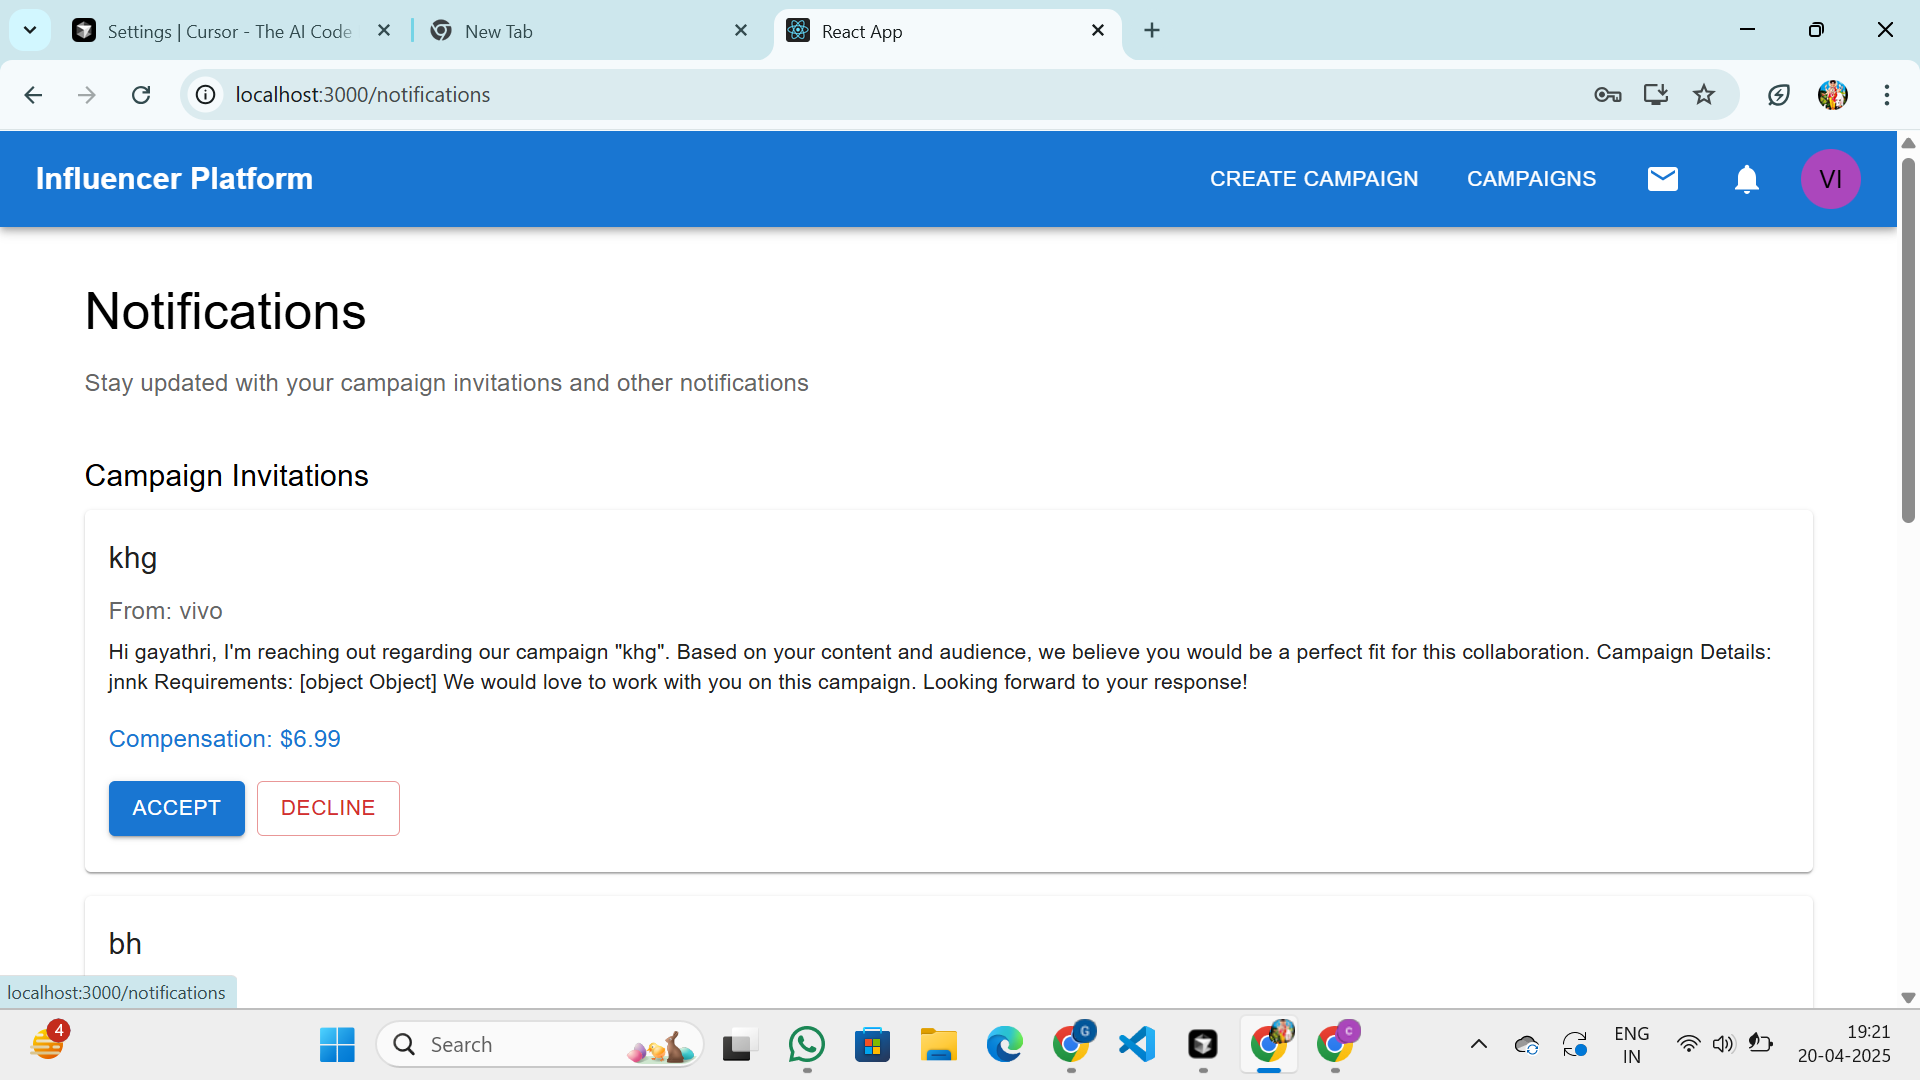 Settings | Cursor - The AI Code
New Tab
React App
localhost:3000/notifications
Influencer Platform
CREATE CAMPAIGN
CAMPAIGNS
VI
Notifications
Stay updated with your campaign invitations and other notifications
Campaign Invitations
khg
From: vivo
Hi gayathri, I'm reaching out regarding our campaign "khg". Based on your content and audience, we believe you would be a perfect fit for this collaboration. Campaign Details:
jnnk Requirements: [object Object] We would love to work with you on this campaign. Looking forward to your response!
Compensation: $6.99
ACCEPT
DECLINE
bh
localhost:3000/notifications
4
Search
G
C
ENG
IN
19:21
20-04-2025